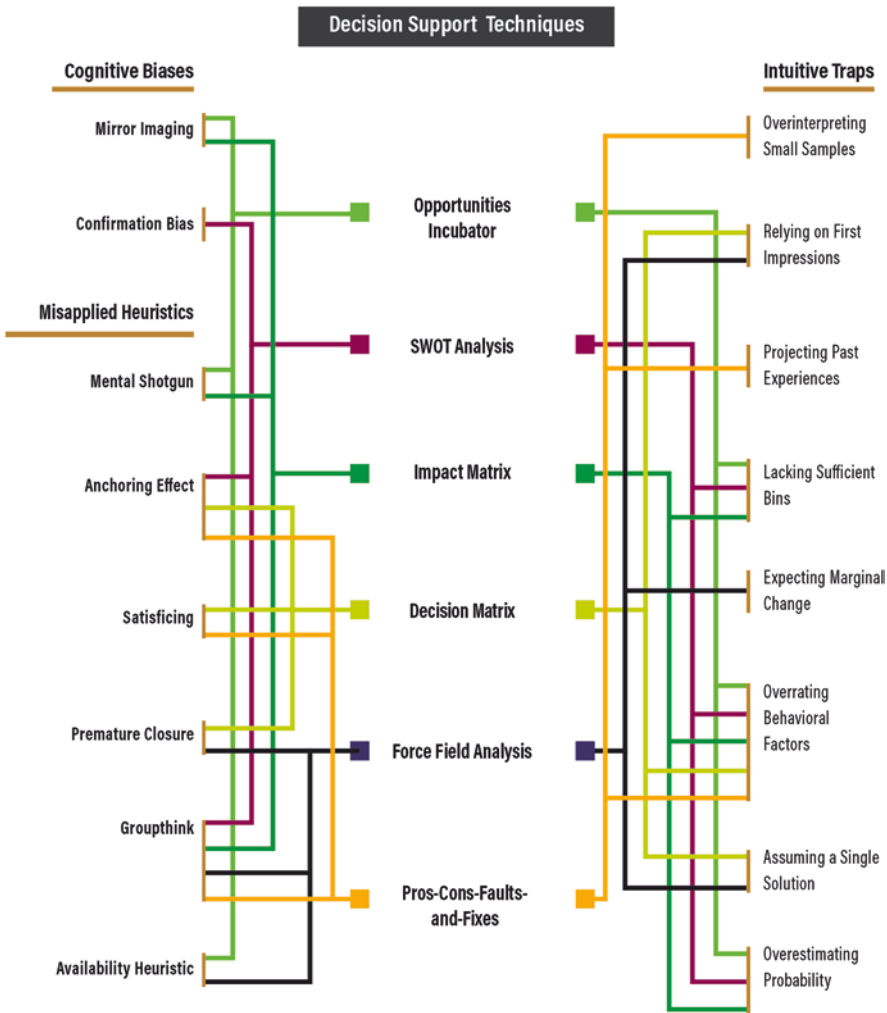 Decision Support Techniques
Cognitive Biases
Mirror Imaging
Confirmation Bias
Misapplied Heuristics
Mental Shotgun
Anchoring Effect
Satisficing
Premature Closure
Groupthink
Availability Heuristic
Opportunities
Incubator
SWOT Analysis
Impact Matrix
Decision Matrix
Force Field Analysis
Pros-Cons-Faults-
and-Fixes
Intuitive Traps
Overinterpreting
Small Samples
Relying on First
Impressions
Projecting Past
Experiences
Lacking Sufficient
Bins
Expecting Marginal
Change
Overrating
Behavioral
Factors
Assuming a Single
Solution
Overestimating
Probability